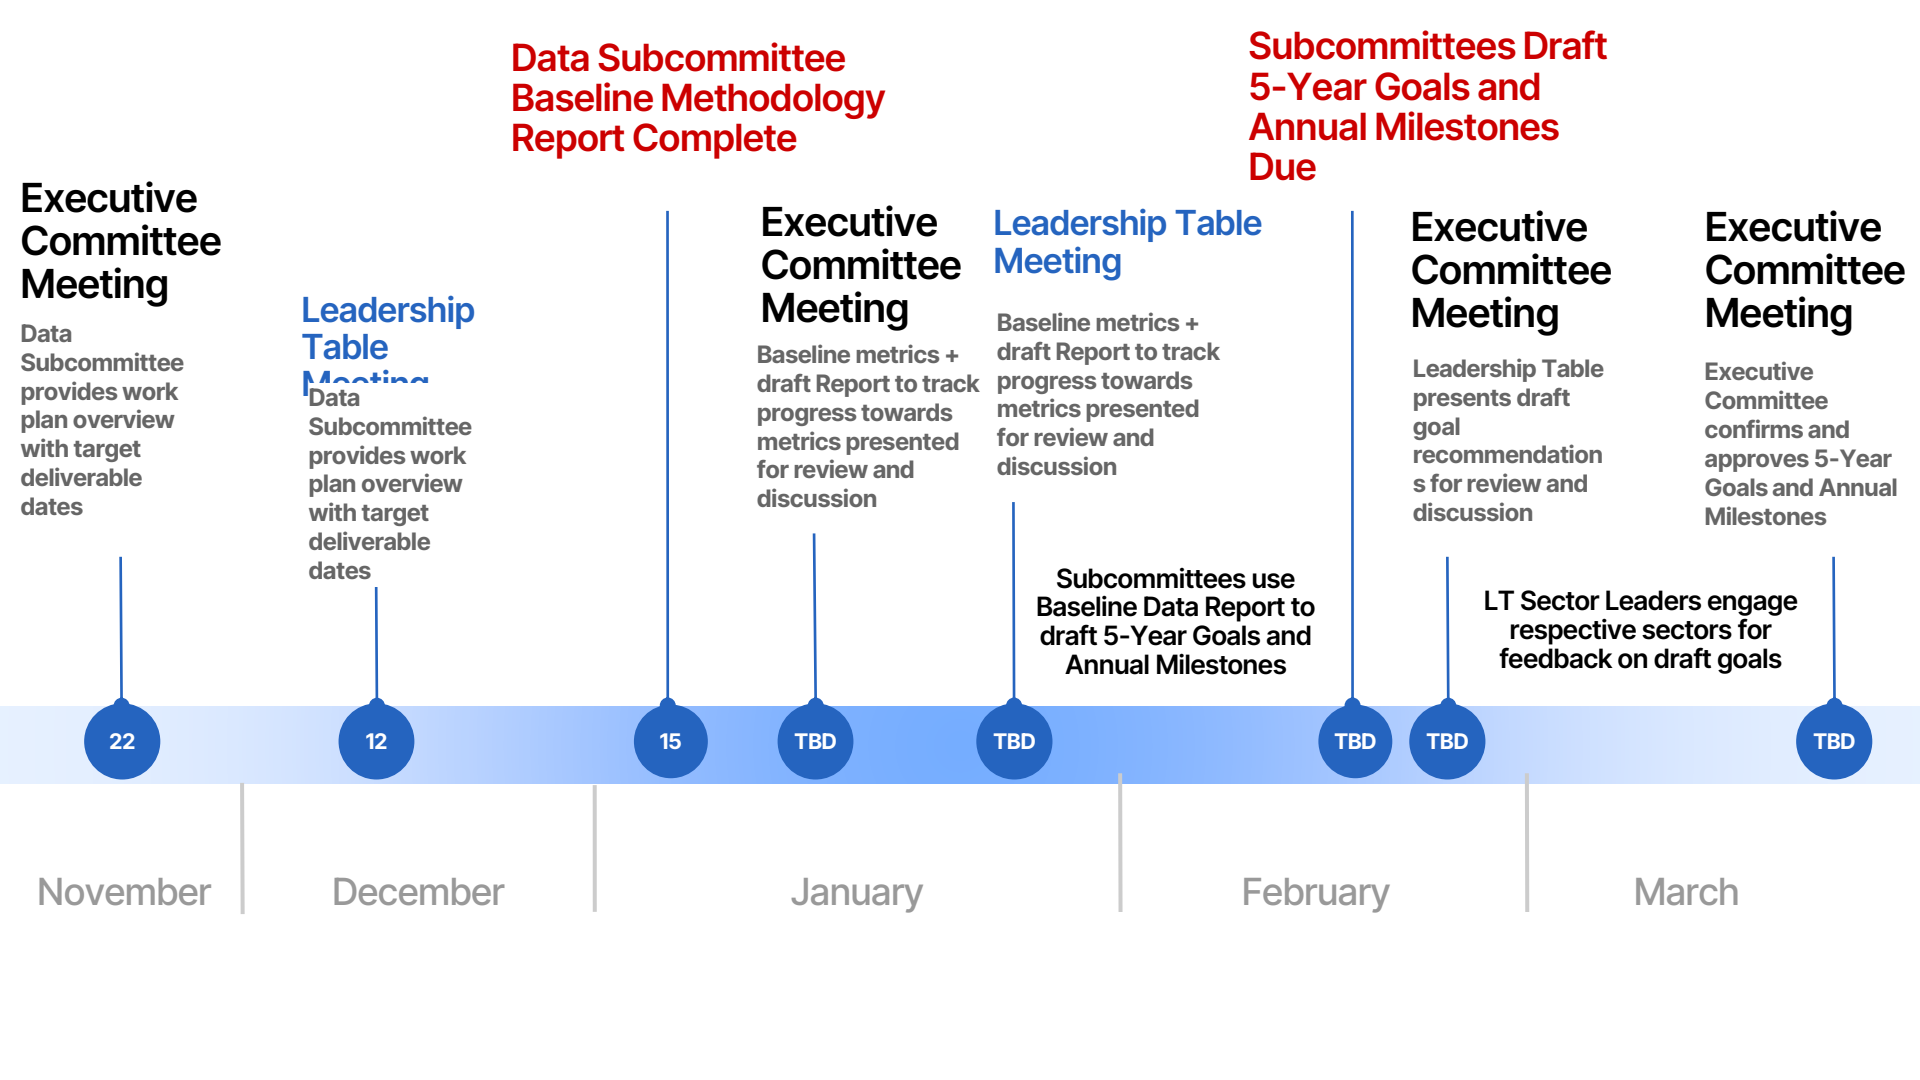 Data Subcommittee
Baseline Methodology
Report Complete
Subcommittees Draft
5-Year Goals and
Annual Milestones
Due
Executive
Committee
Meeting
Data
Subcommittee
provides work
plan overview
with target
deliverable
dates
Leadership
Table
Meeting
Data
Subcommittee
provides work
plan overview
with target
deliverable
dates
Executive
Committee
Meeting
Baseline metrics +
draft Report to track
progress towards
metrics presented
for review and
discussion
Leadership Table
Meeting
Baseline metrics +
draft Report to track
progress towards
metrics presented
for review and
discussion
Subcommittees use
Baseline Data Report to
draft 5-Year Goals and
Annual Milestones
Executive
Committee
Meeting
Leadership Table
presents draft
goal
recommendation
s for review and
discussion
LT Sector Leaders engage
respective sectors for
feedback on draft goals
Executive
Committee
Meeting
Executive
Committee
confirms and
approves 5-Year
Goals and Annual
Milestones
22
12
15
TBD
TBD
TBD
TBD
TBD
November
December
January
February
March